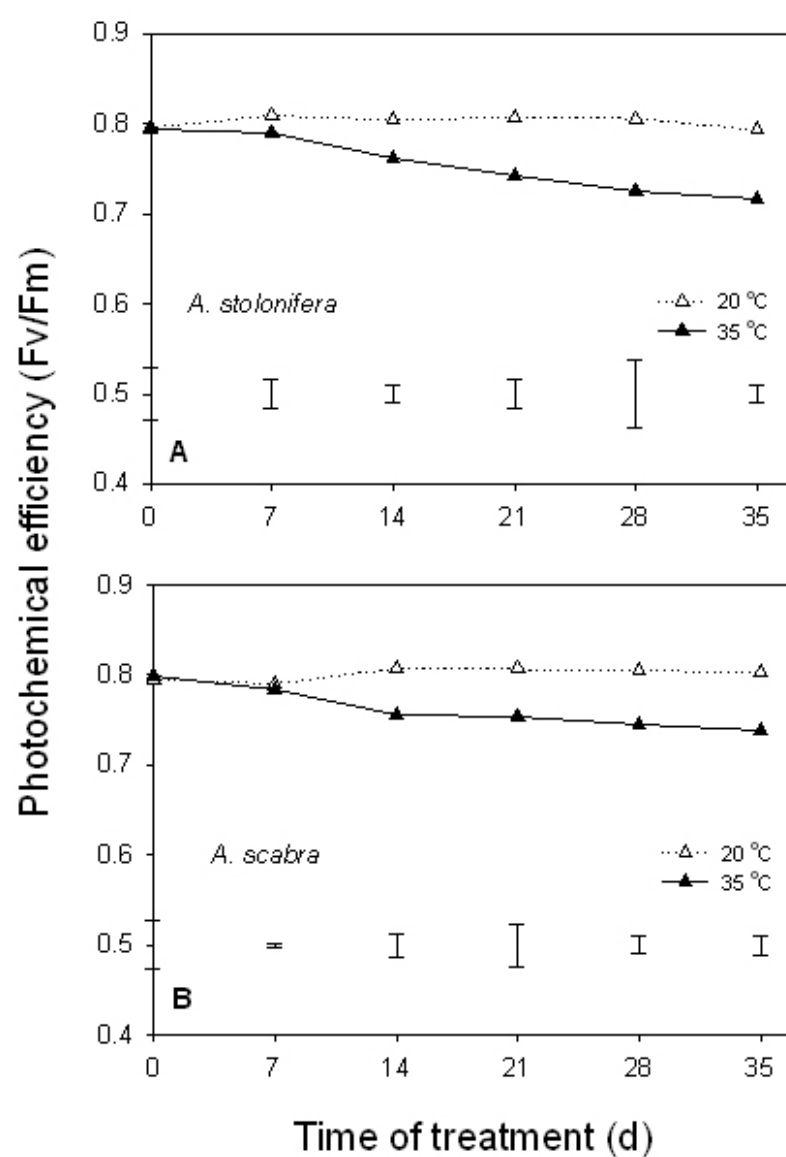 Photochemical efficiency (Fv/Fm)
0.9
0.8
0.7
0.6
0.5
0.4
A. stolonifera
20 °C
35 °C
A
0 7 14 21 28 35
0.9
0.8
0.7
0.6
0.5
0.4
A. scabra
20 °C
35 °C
B
0 7 14 21 28 35
Time of treatment (d)